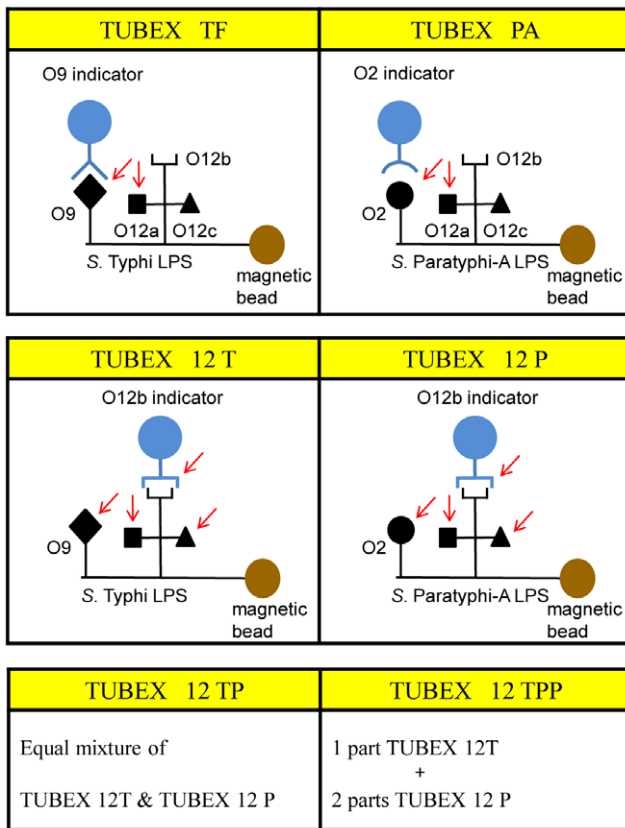 TUBEX TF
O9 indicator
O12b
O9
O12a
O12c
S. Typhi LPS
magnetic
bead
TUBEX PA
O2 indicator
O12b
O2
O12a
O12c
S. Paratyphi-A LPS
magnetic
bead
TUBEX 12 T
O12b indicator
O9
S. Typhi LPS
magnetic
bead
TUBEX 12 P
O12b indicator
O2
S. Paratyphi-A LPS
magnetic
bead
TUBEX 12 TP
Equal mixture of
TUBEX 12T & TUBEX 12 P
TUBEX 12 TPP
1 part TUBEX 12T
+
2 parts TUBEX 12 P